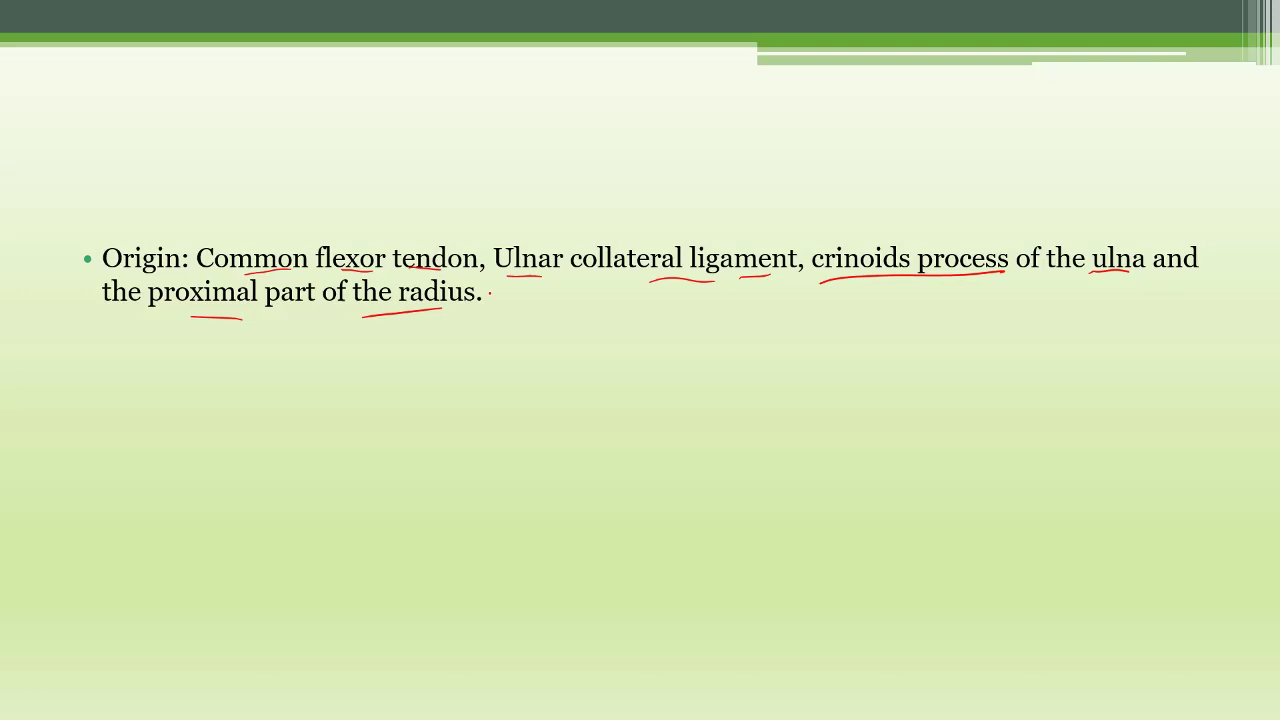 • Origin: Common flexor tendon, Ulnar collateral ligament, crinoids process of the ulna and
the proximal part of the radius.